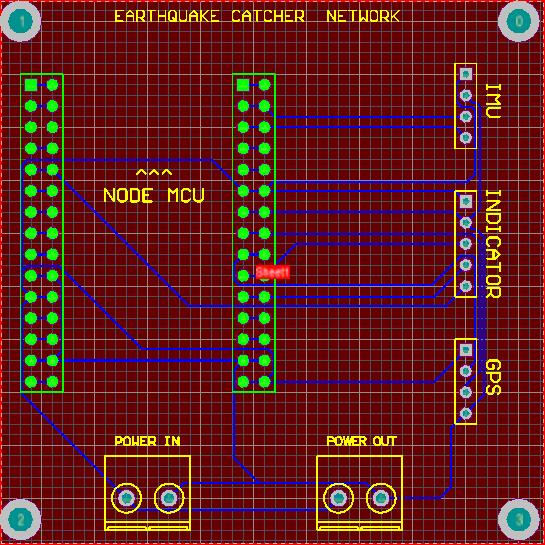 EARTHQUAKE CATCHER NETWORK
1
0
IMU
^^^
NODE MCU
INDICATOR
Sheet1
GPS
POWER IN
POWER OUT
2
3